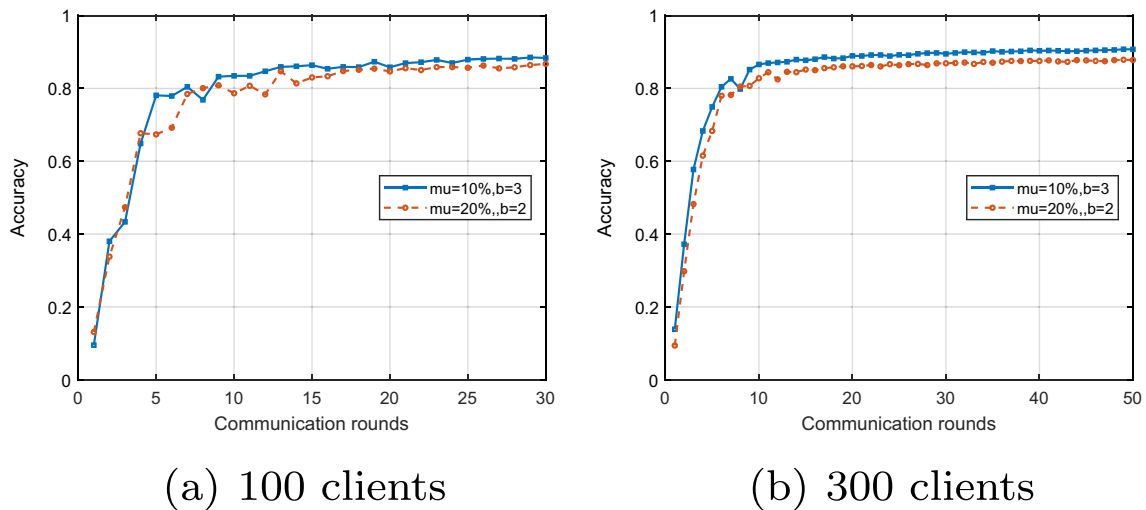 1
0.8
0.6
0.4
0.2
0
Accuracy
mu=10%,b=3
mu=20%,,b=2
0 5 10 15 20 25 30
Communication rounds
(a) 100 clients
1
0.8
0.6
0.4
0.2
0
Accuracy
mu=10%,b=3
mu=20%,,b=2
0 10 20 30 40 50
Communication rounds
(b) 300 clients